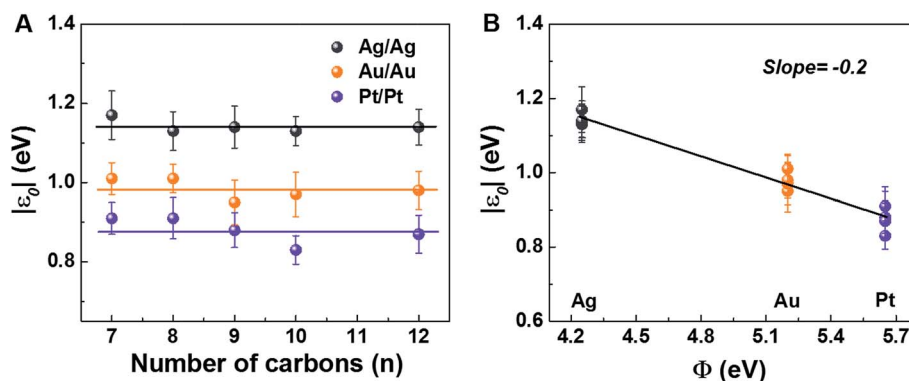 A
1.4
1.2
1.0
0.8
|ε₀| (eV)
Ag/Ag
Au/Au
Pt/Pt
7 8 9 10 11 12
Number of carbons (n)
B
1.4
1.2
1.0
0.8
0.6
|ε₀| (eV)
Slope= -0.2
Ag Au Pt
4.2 4.5 4.8 5.1 5.4 5.7
Φ (eV)